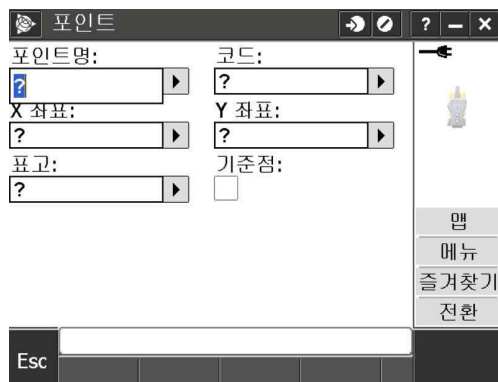 포인트
? – ×
포인트명: 코드:
? ?
X 좌표: Y 좌표:
? ?
표고: 기준점:
?
맵
메뉴
즐겨찾기
전환
Esc